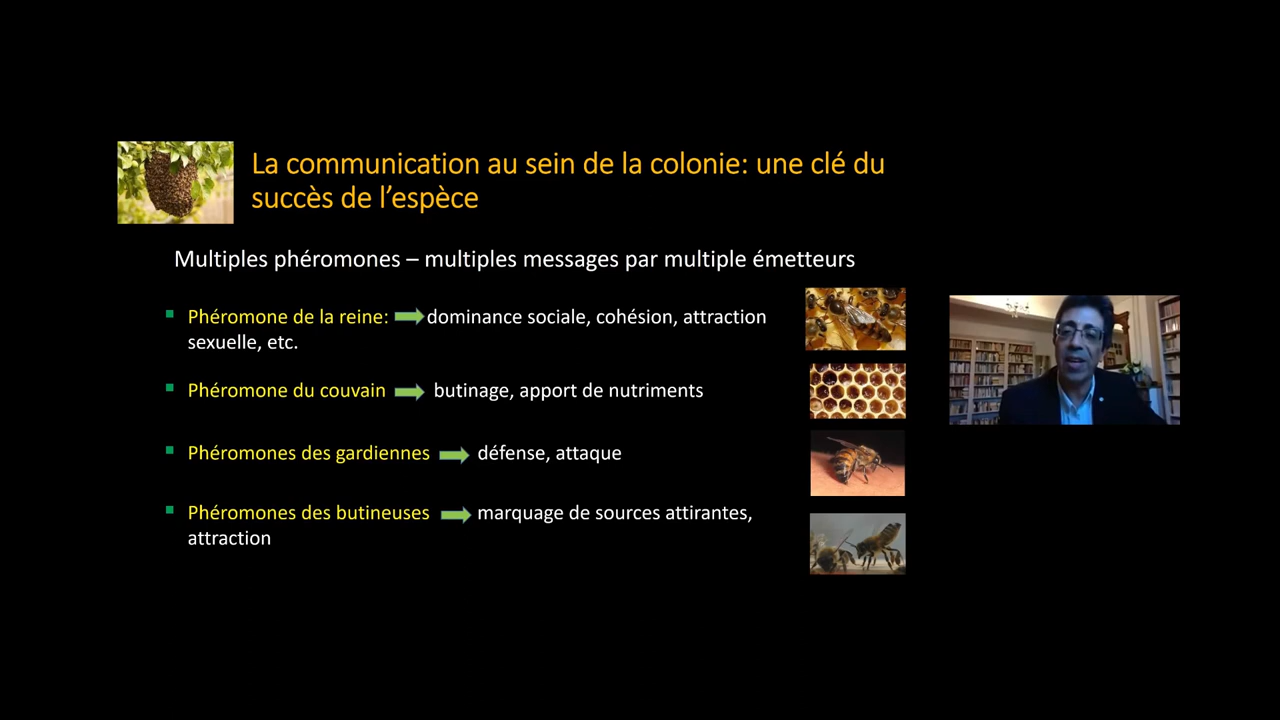 La communication au sein de la colonie: une clé du
succès de l’espèce
Multiples phéromones – multiples messages par multiple émetteurs
Phéromone de la reine: dominance sociale, cohésion, attraction
sexuelle, etc.
Phéromone du couvain butinage, apport de nutriments
Phéromones des gardiennes défense, attaque
Phéromones des butineuses marquage de sources attirantes,
attraction